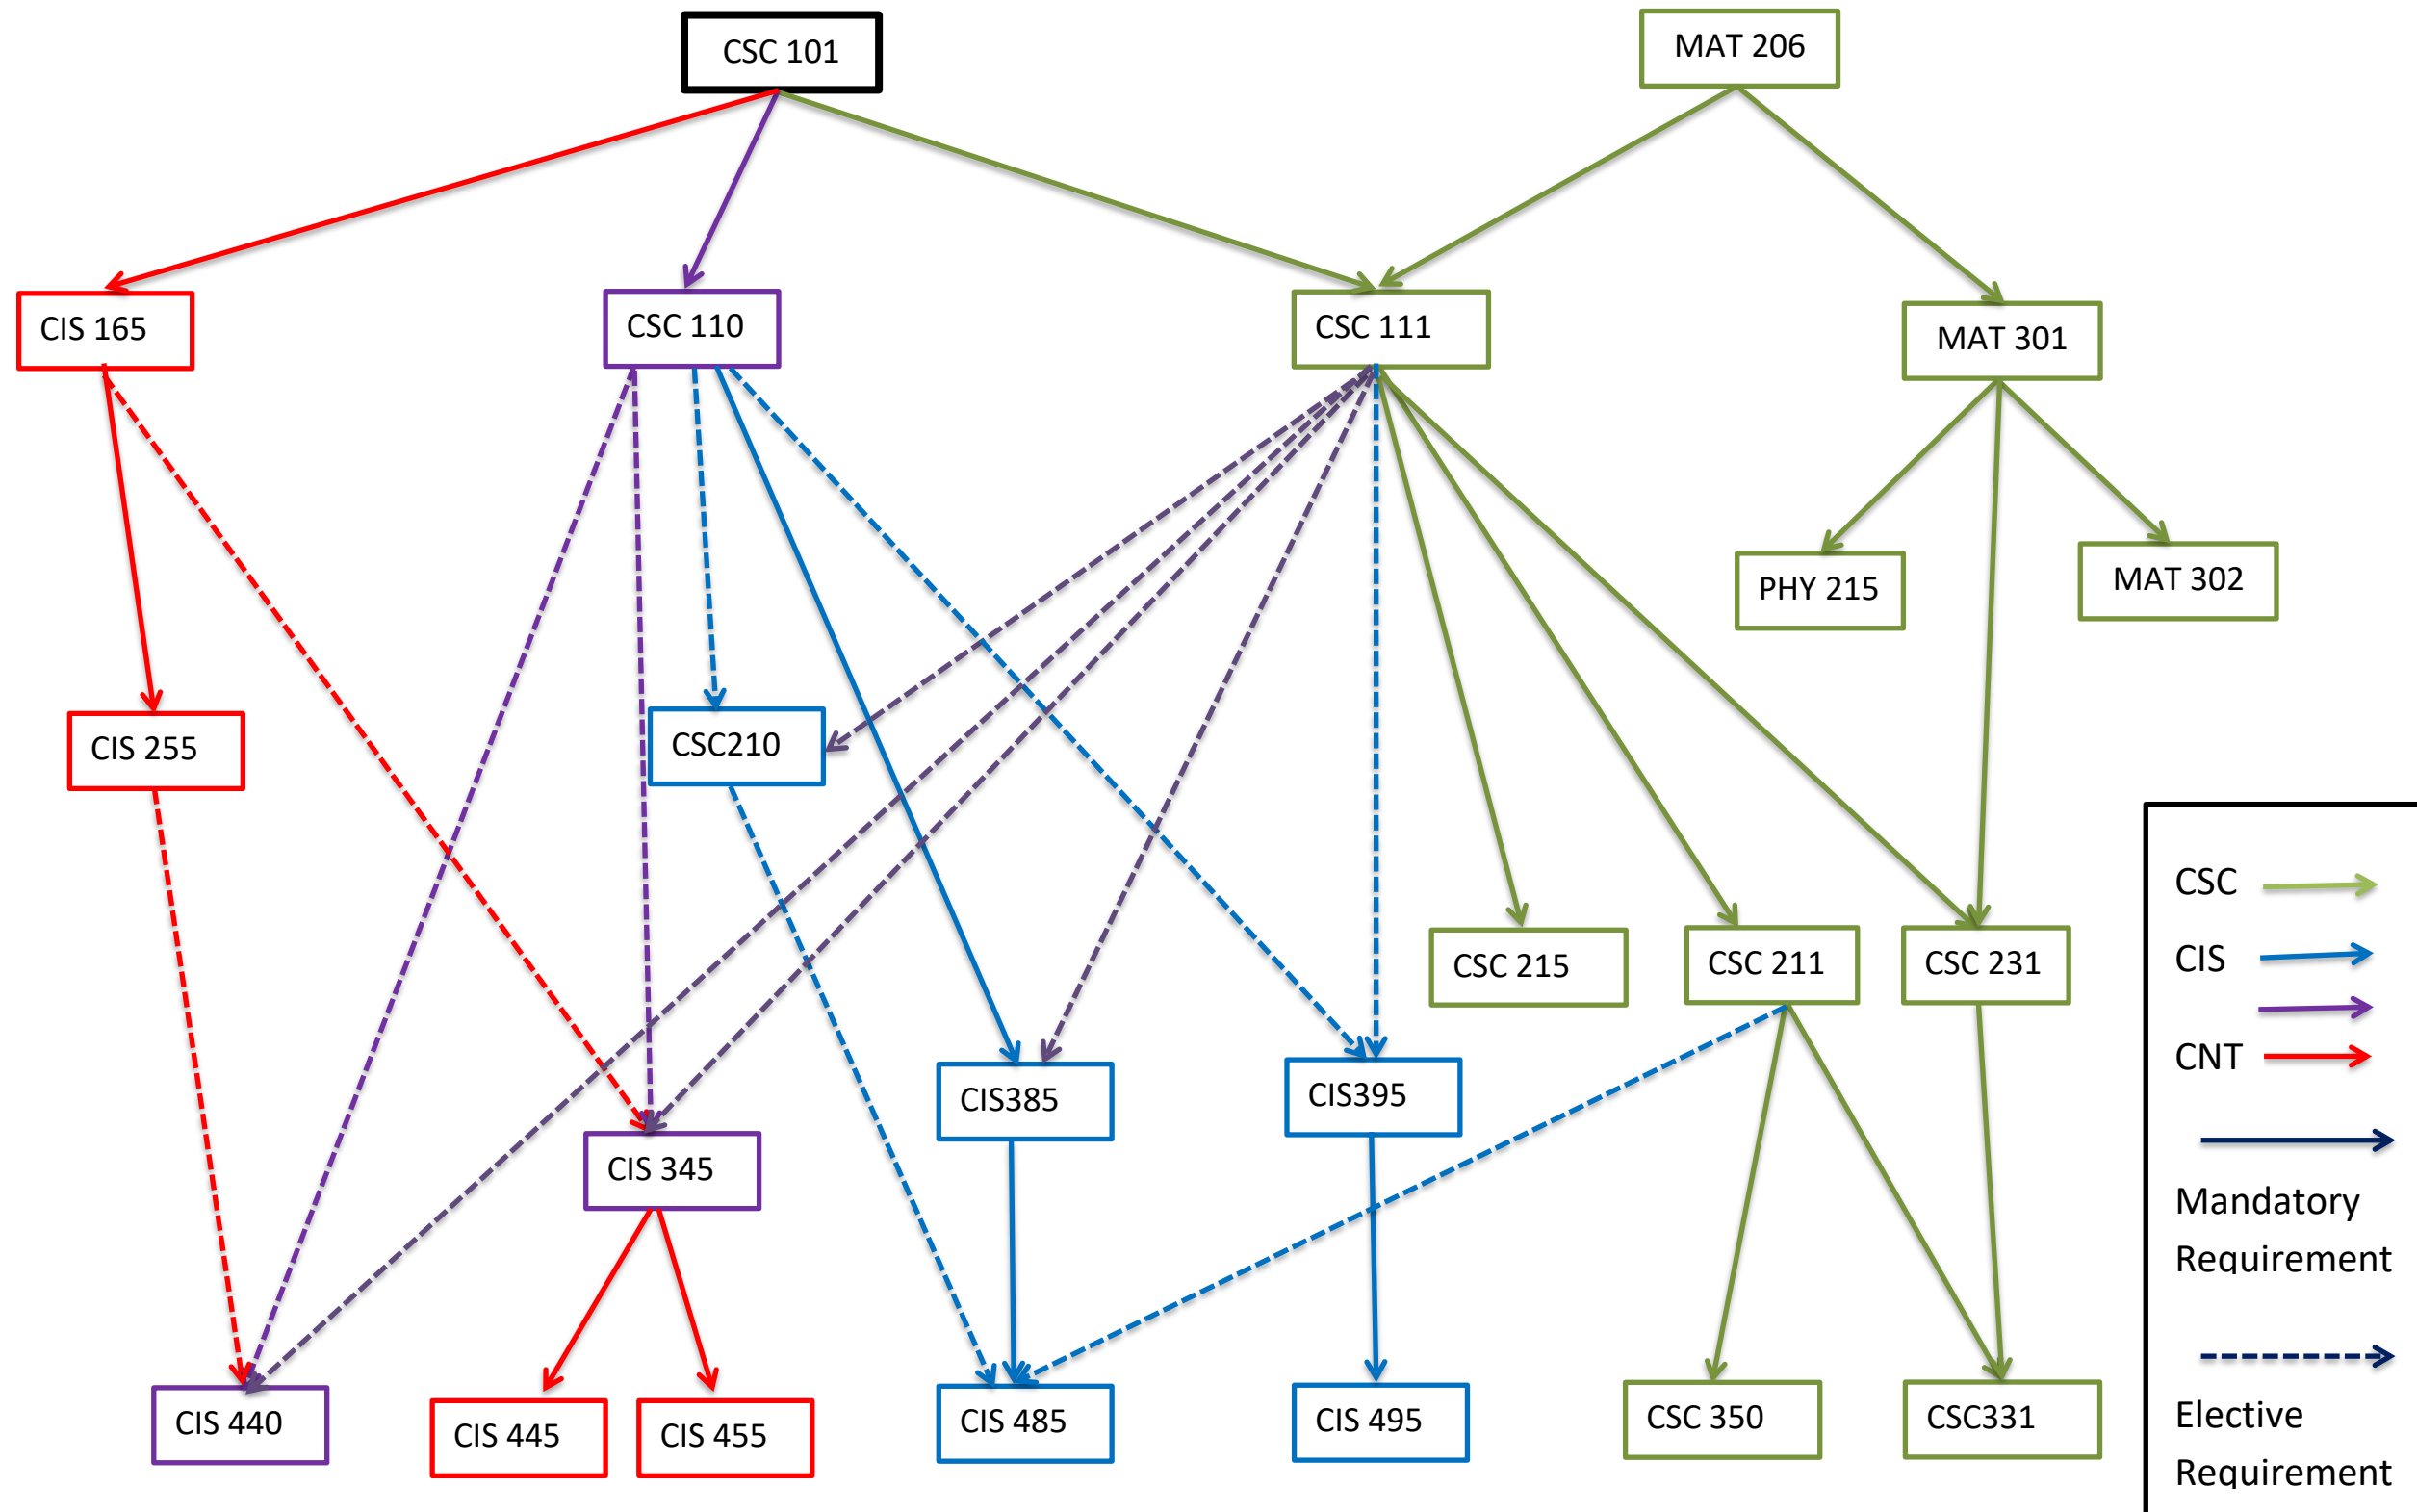 CSC 101
MAT 206
CIS 165
CSC 110
CSC 111
MAT 301
PHY 215
MAT 302
CIS 255
CSC210
CSC 215
CSC 211
CSC 231
CIS385
CIS395
CIS 345
CIS 440
CIS 445
CIS 455
CIS 485
CIS 495
CSC 350
CSC331
CSC
CIS
CNT
Mandatory
Requirement
Elective
Requirement